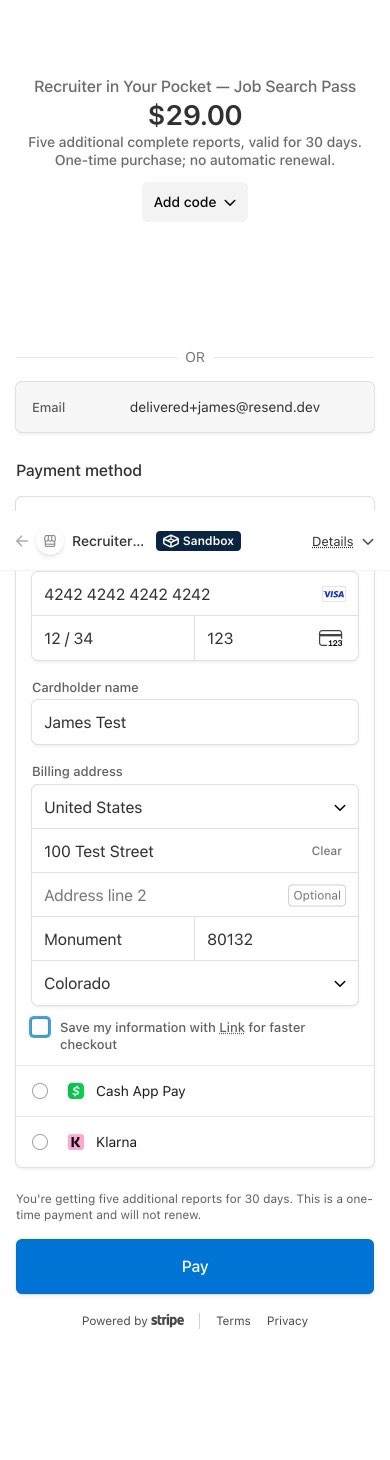 Recruiter in Your Pocket — Job Search Pass
$29.00
Five additional complete reports, valid for 30 days.
One-time purchase; no automatic renewal.
Add code
OR
Email delivered+james@resend.dev
Payment method
Recruiter... Sandbox Details
4242 4242 4242 4242 VISA
12 / 34 123 123
Cardholder name
James Test
Billing address
United States
100 Test Street Clear
Address line 2 Optional
Monument 80132
Colorado
Save my information with Link for faster
checkout
$ Cash App Pay
K Klarna
You're getting five additional reports for 30 days. This is a one-
time payment and will not renew.
Pay
Powered by stripe Terms Privacy